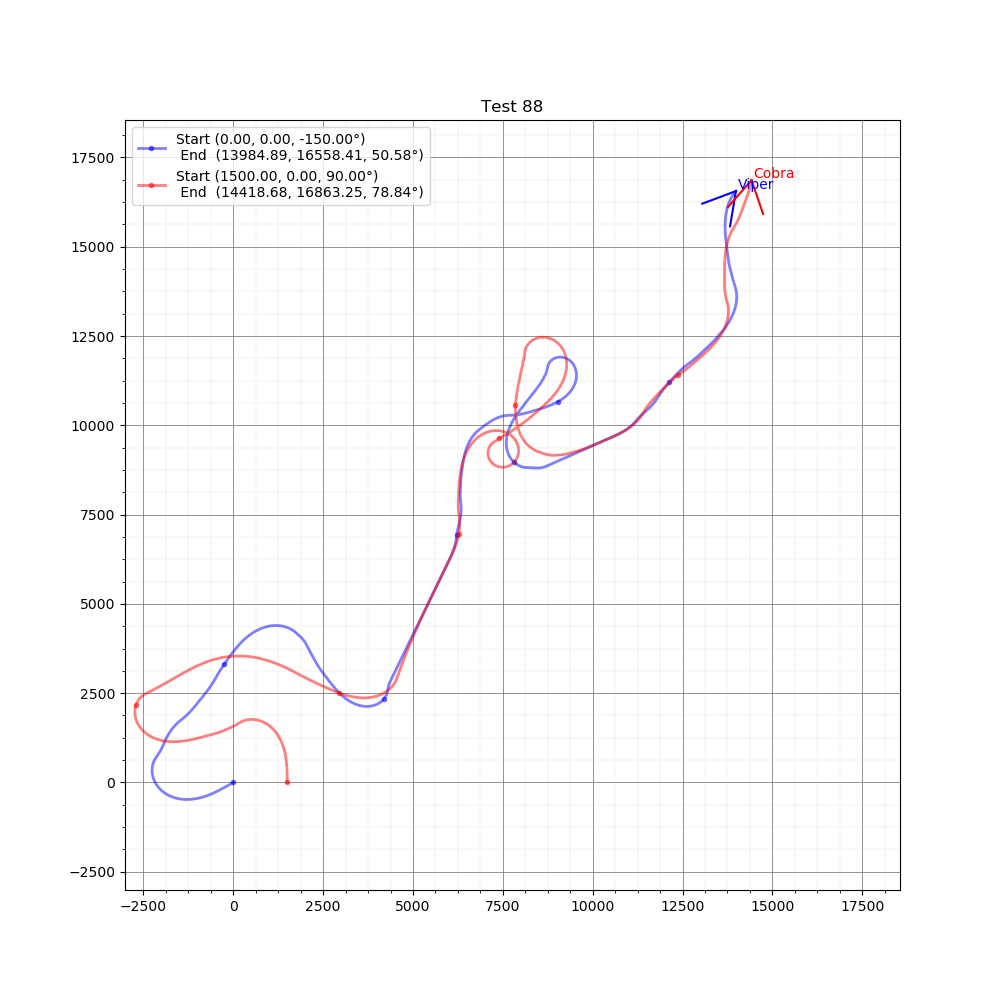 Test 88
Start (0.00, 0.00, -150.00°)
End  (13984.89, 16558.41, 50.58°)
Start (1500.00, 0.00, 90.00°)
End  (14418.68, 16863.25, 78.84°)
Cobra
Viper
17500
15000
12500
10000
7500
5000
2500
0
−2500
−2500 0 2500 5000 7500 10000 12500 15000 17500